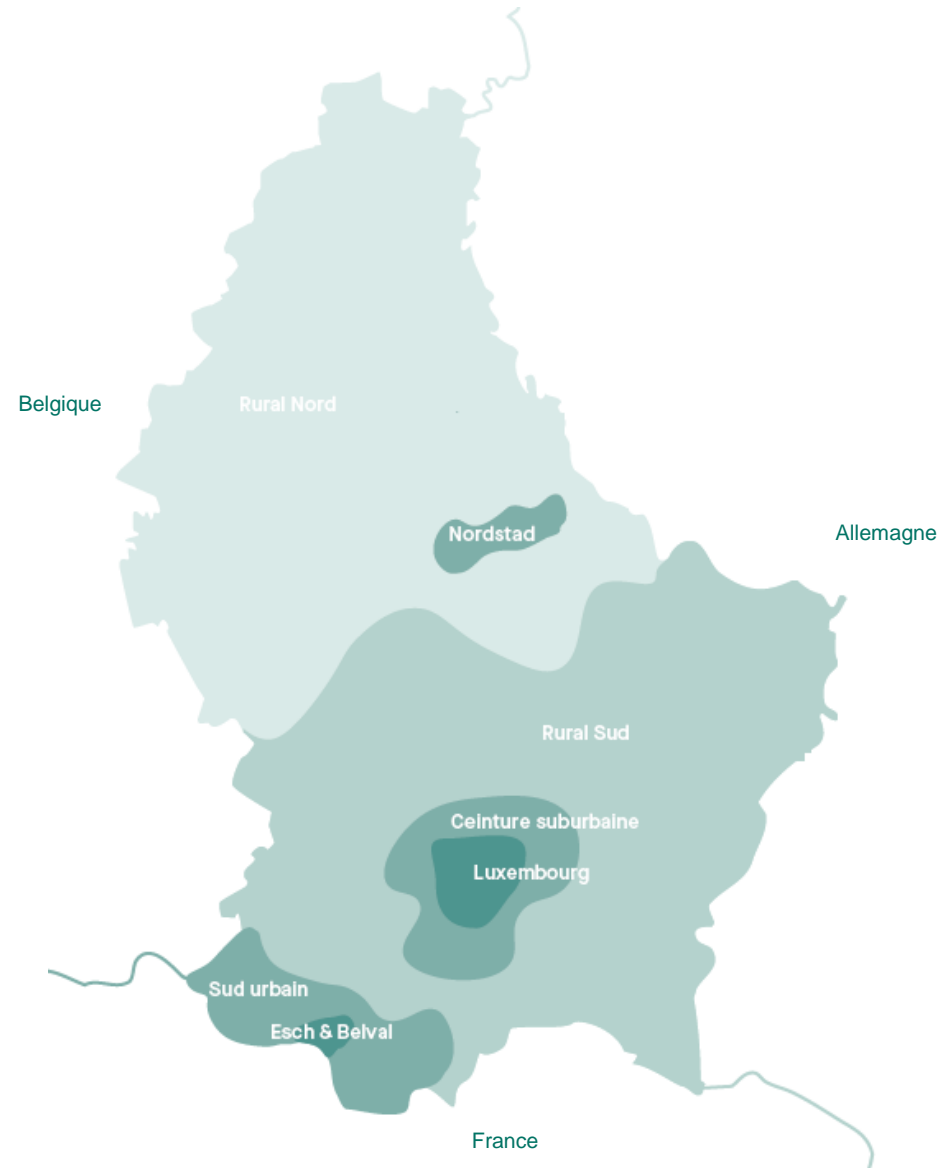 Belgique
Rural Nord
Nordstad
Allemagne
Rural Sud
Ceinture suburbaine
Luxembourg
Sud urbain
Esch & Belval
France